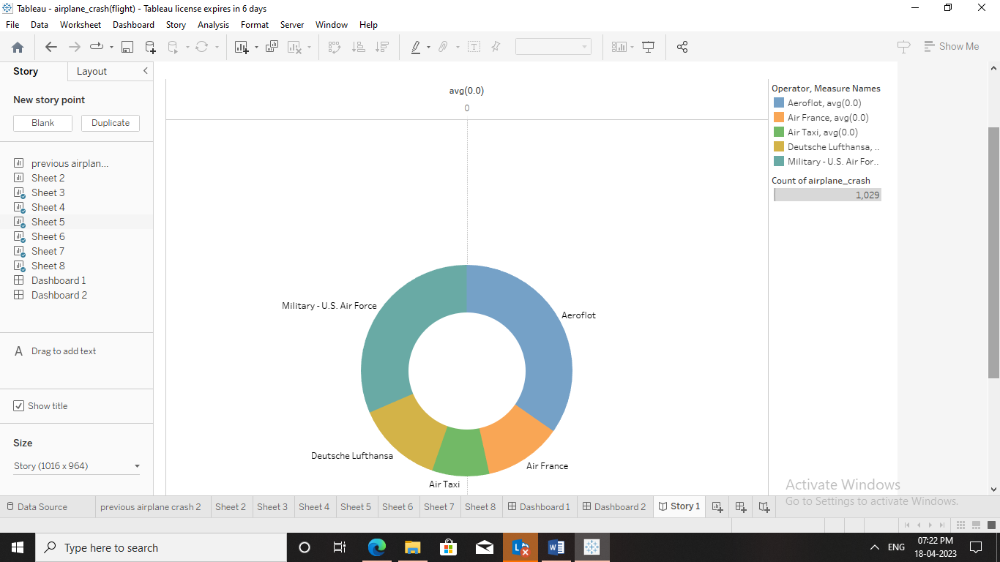 Tableau - airplane_crash(flight) - Tableau license expires in 6 days
File Data Worksheet Dashboard Story Analysis Format Server Window Help
Show Me
Story Layout
New story point
Blank Duplicate
previous airplan...
Sheet 2
Sheet 3
Sheet 4
Sheet 5
Sheet 6
Sheet 7
Sheet 8
Dashboard 1
Dashboard 2
A Drag to add text
Show title
Size
Story (1016 x 964)
avg(0.0)
0
Military - U.S. Air Force
Aeroflot
Deutsche Lufthansa
Air France
Air Taxi
Operator, Measure Names
Aeroflot, avg(0.0)
Air France, avg(0.0)
Air Taxi, avg(0.0)
Deutsche Lufthansa, ..
Military - U.S. Air For..
Count of airplane_crash
1,029
Activate Windows
Go to Settings to activate Windows.
Data Source previous airplane crash 2 Sheet 2 Sheet 3 Sheet 4 Sheet 5 Sheet 6 Sheet 7 Sheet 8 Dashboard 1 Dashboard 2 Story 1
Type here to search
ENG
07:22 PM
18-04-2023